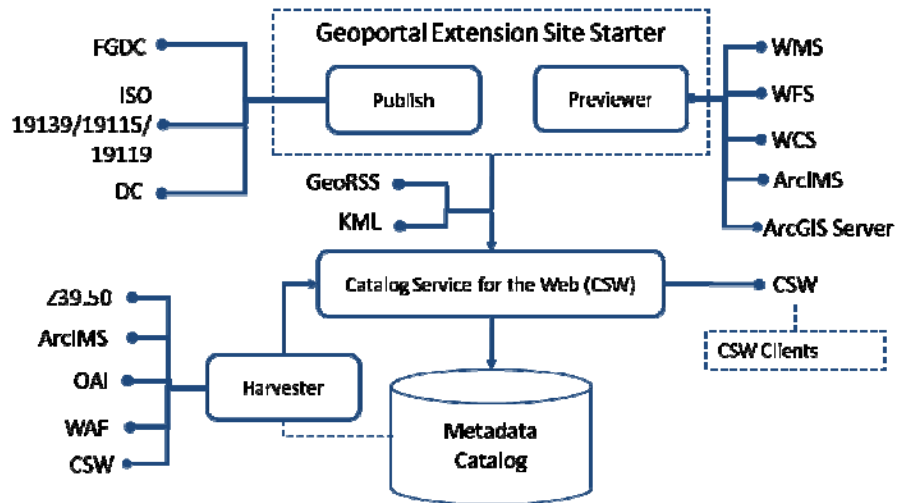 Geoportal Extension Site Starter
FGDC
ISO
19139/19115/
19119
DC
Publish
Previewer
WMS
WFS
WCS
ArcIMS
ArcGIS Server
GeoRSS
KML
Catalog Service for the Web (CSW)
CSW
CSW Clients
Z39.50
ArcIMS
OAI
WAF
CSW
Harvester
Metadata
Catalog